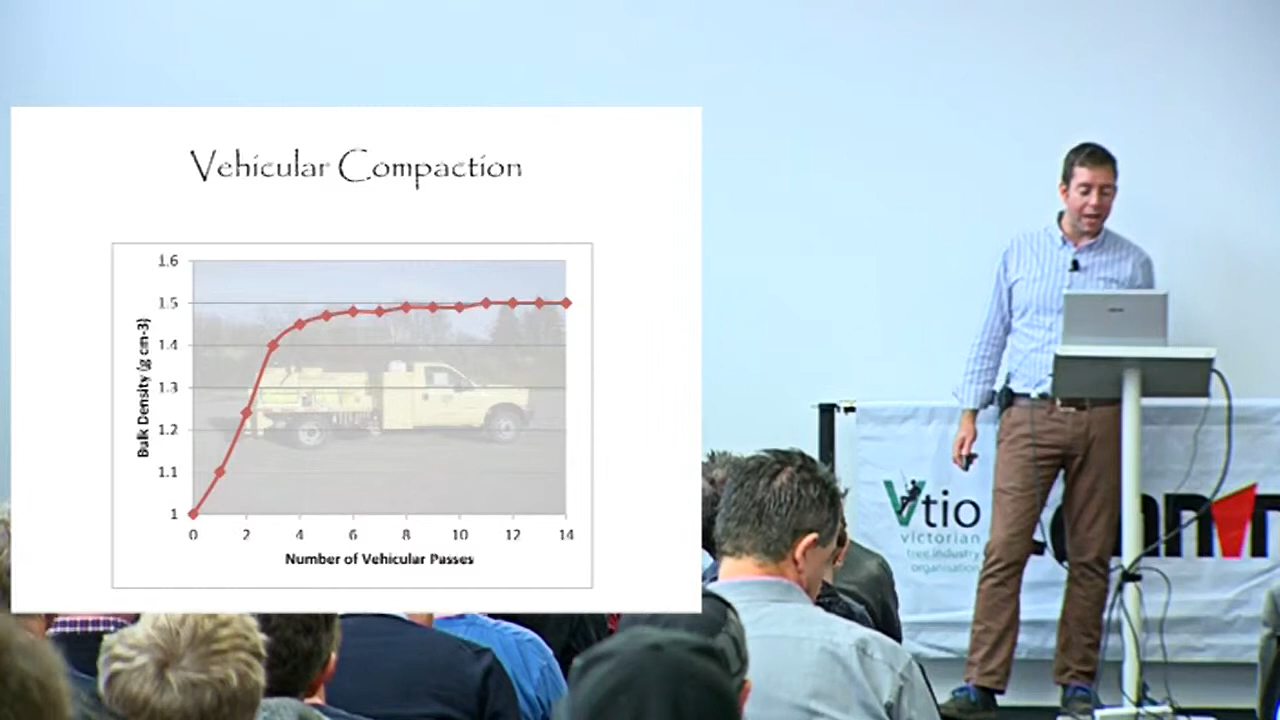 Vehicular Compaction
1.6
1.5
1.4
1.3
1.2
1.1
1
Bulk Density (g cm-3)
0 2 4 6 8 10 12 14
Number of Vehicular Passes
Vtio
victorian
tree industry
organisation